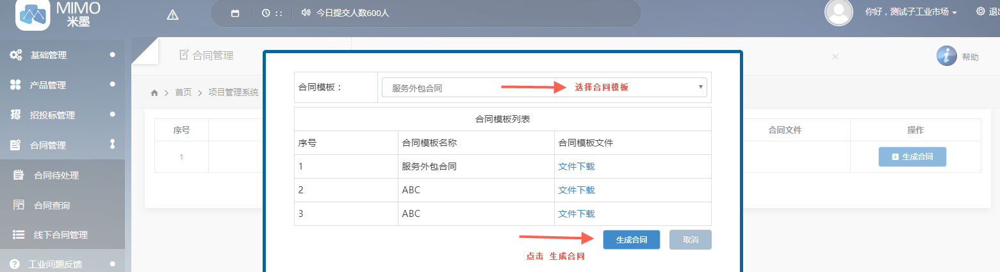 MIMO
米墨
: :
今日提交人数600人
你好，测试子工业市场
退出
基础管理
产品管理
招投标管理
合同管理
合同待处理
合同查询
线下合同管理
工业问题反馈
合同管理
×
帮助
首页
项目管理系统
序号
合同文件
操作
1
生成合同
合同模板：
服务外包合同
选择合同模板
合同模板列表
序号 合同模板名称 合同模板文件
1 服务外包合同 文件下载
2 ABC 文件下载
3 ABC 文件下载
生成合同
取消
点击 生成合同